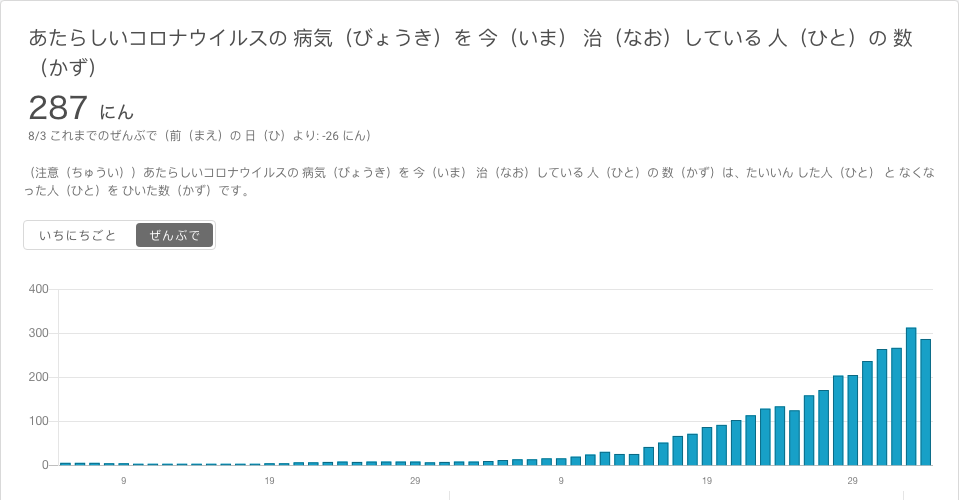 あたらしいコロナウイルスの 病気（びょうき）を 今（いま） 治（なお）している 人（ひと）の 数
（かず）
287 にん
8/3 これまでのぜんぶで（前（まえ）の 日（ひ）より: -26 にん）
（注意（ちゅうい））あたらしいコロナウイルスの 病気（びょうき）を 今（いま） 治（なお）している 人（ひと）の 数（かず）は、たいいん した人（ひと） と なくな
った人（ひと）を ひいた数（かず）です。
いちにちごと ぜんぶで
400
300
200
100
0
9 19 29 9 19 29